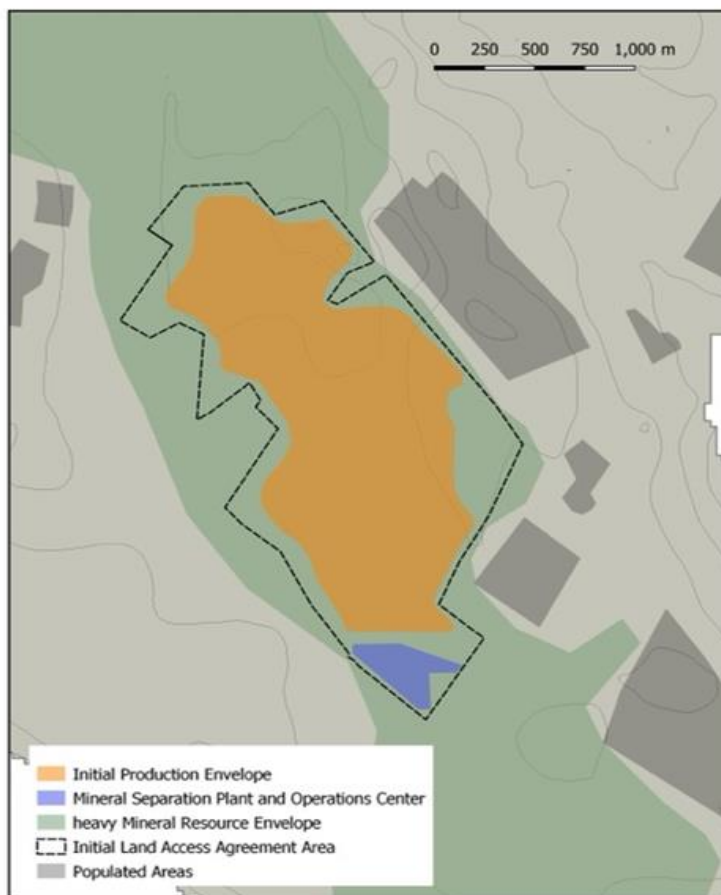 0 250 500 750 1,000 m
Initial Production Envelope
Mineral Separation Plant and Operations Center
heavy Mineral Resource Envelope
Initial Land Access Agreement Area
Populated Areas